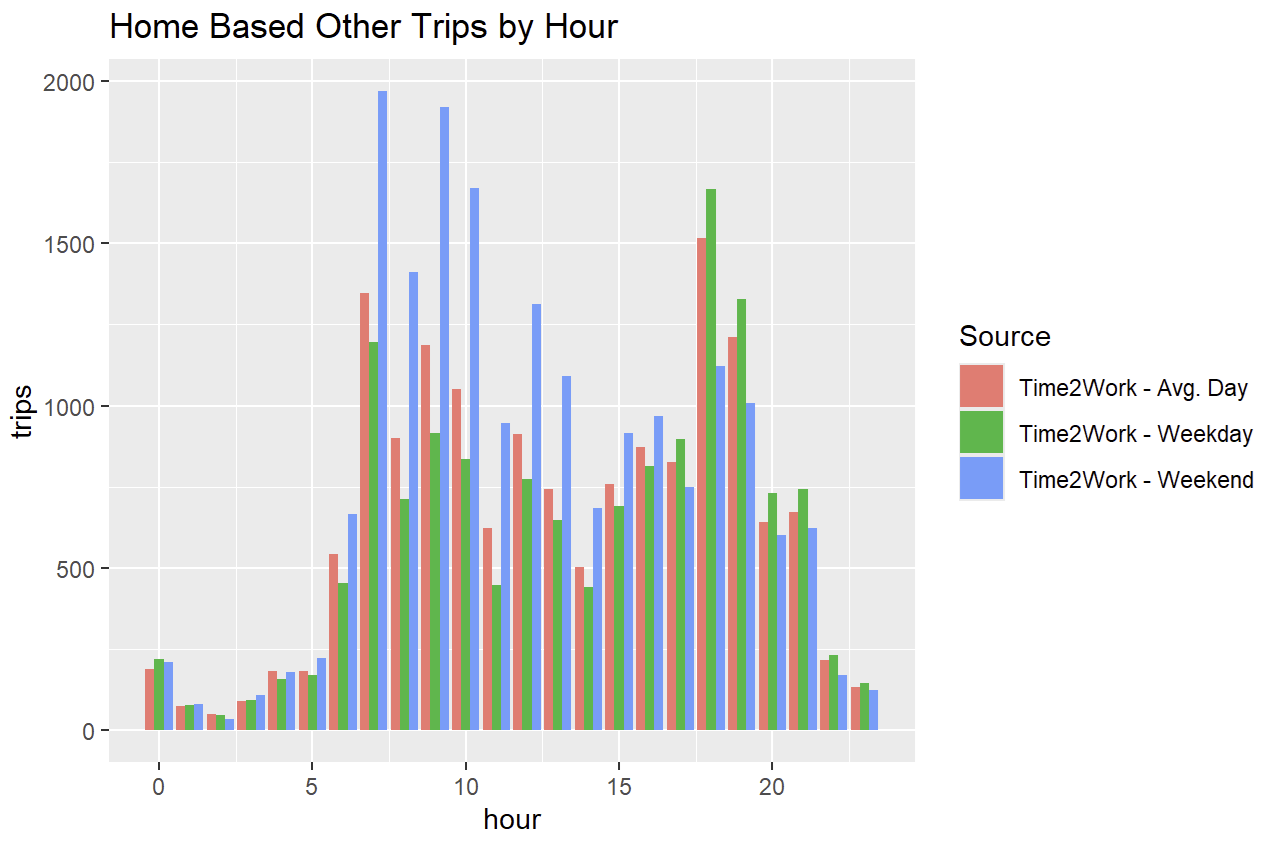 Home Based Other Trips by Hour
2000
1500
1000
500
0
trips
0 5 10 15 20
hour
Source
Time2Work - Avg. Day
Time2Work - Weekday
Time2Work - Weekend